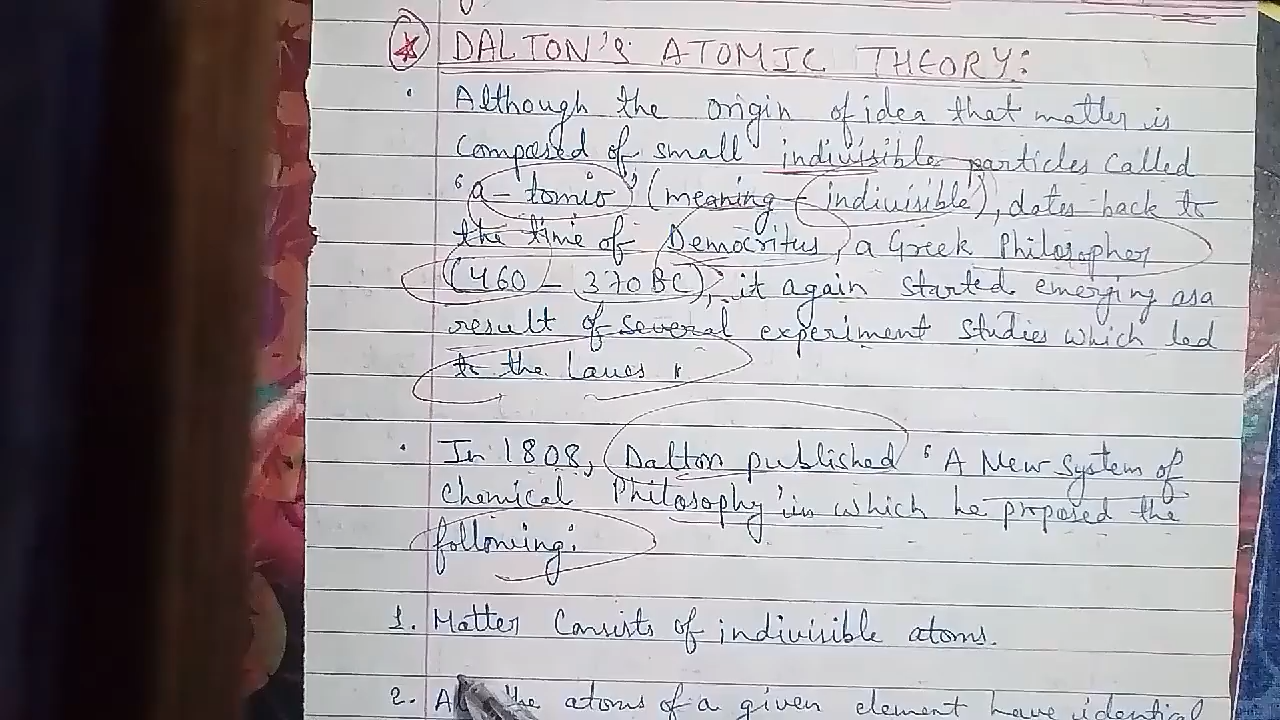 DALTON'S ATOMIC THEORY:
• Although the origin of idea that matter is
composed of small indivisible particles called
'a-tomio' (meaning - indivisible), dates back to
the time of Democritus, a Greek Philosopher
(460 - 370 BC), it again started emerging as a
result of several experiment studies which led
to the Laws.
• In 1808, Dalton published 'A New System of
chemical Philosophy' in which he proposed the
following:
1. Matter Consists of indivisible atoms.
2. All the atoms of a given element have idential